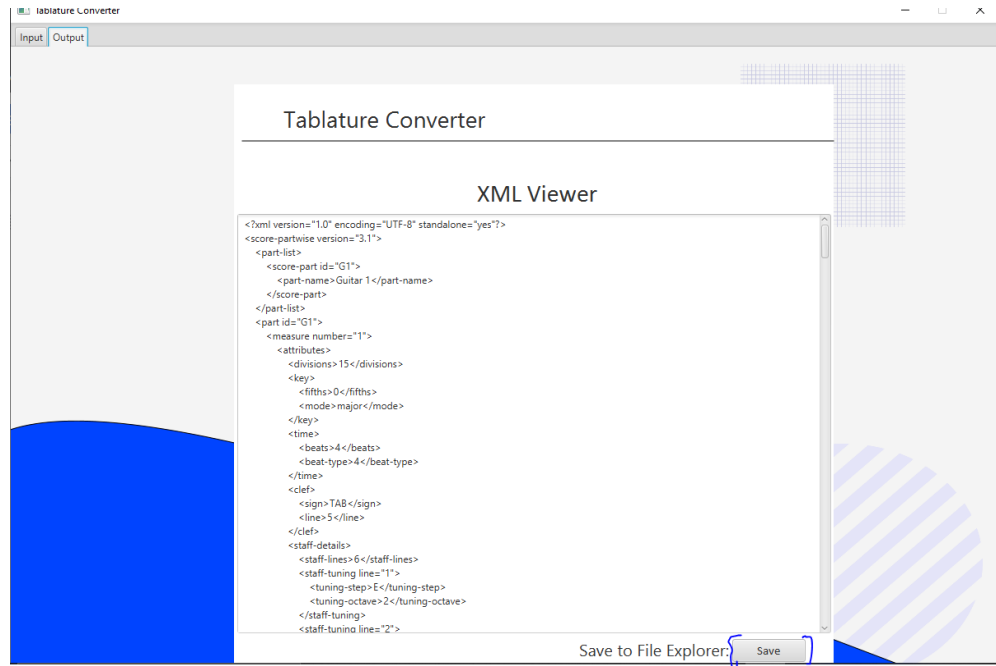 Tablature Converter
Input Output
Tablature Converter
XML Viewer
<?xml version="1.0" encoding="UTF-8" standalone="yes"?>
<score-partwise version="3.1">
<part-list>
<score-part id="G1">
<part-name>Guitar 1</part-name>
</score-part>
</part-list>
<part id="G1">
<measure number="1">
<attributes>
<divisions>15</divisions>
<key>
<fifths>0</fifths>
<mode>major</mode>
</key>
<time>
<beats>4</beats>
<beat-type>4</beat-type>
</time>
<clef>
<sign>TAB</sign>
<line>5</line>
</clef>
<staff-details>
<staff-lines>6</staff-lines>
<staff-tuning line="1">
<tuning-step>E</tuning-step>
<tuning-octave>2</tuning-octave>
</staff-tuning>
<staff-tuning line="2">
Save to File Explorer: Save